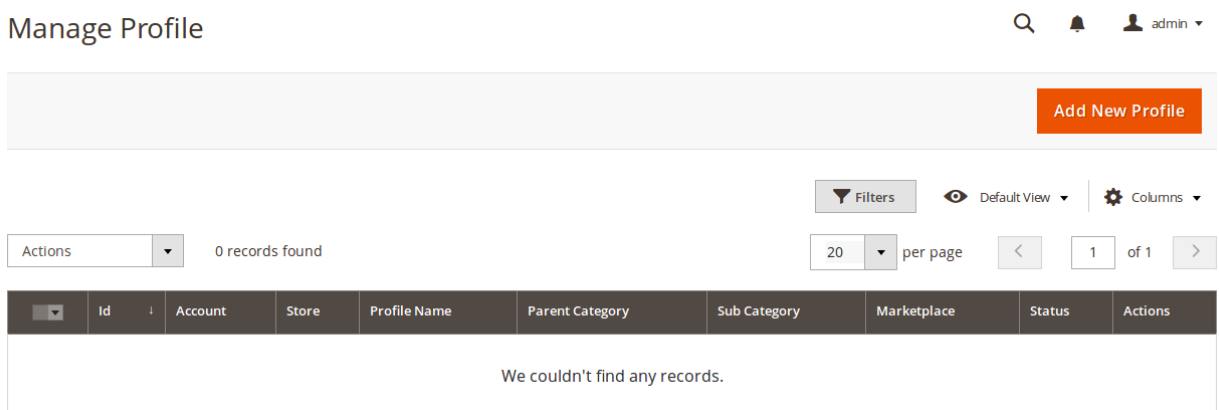 Manage Profile
admin
Add New Profile
Filters
Default View
Columns
Actions
0 records found
20
per page
1
of 1
Id ↓ Account Store Profile Name Parent Category Sub Category Marketplace Status Actions
We couldn't find any records.